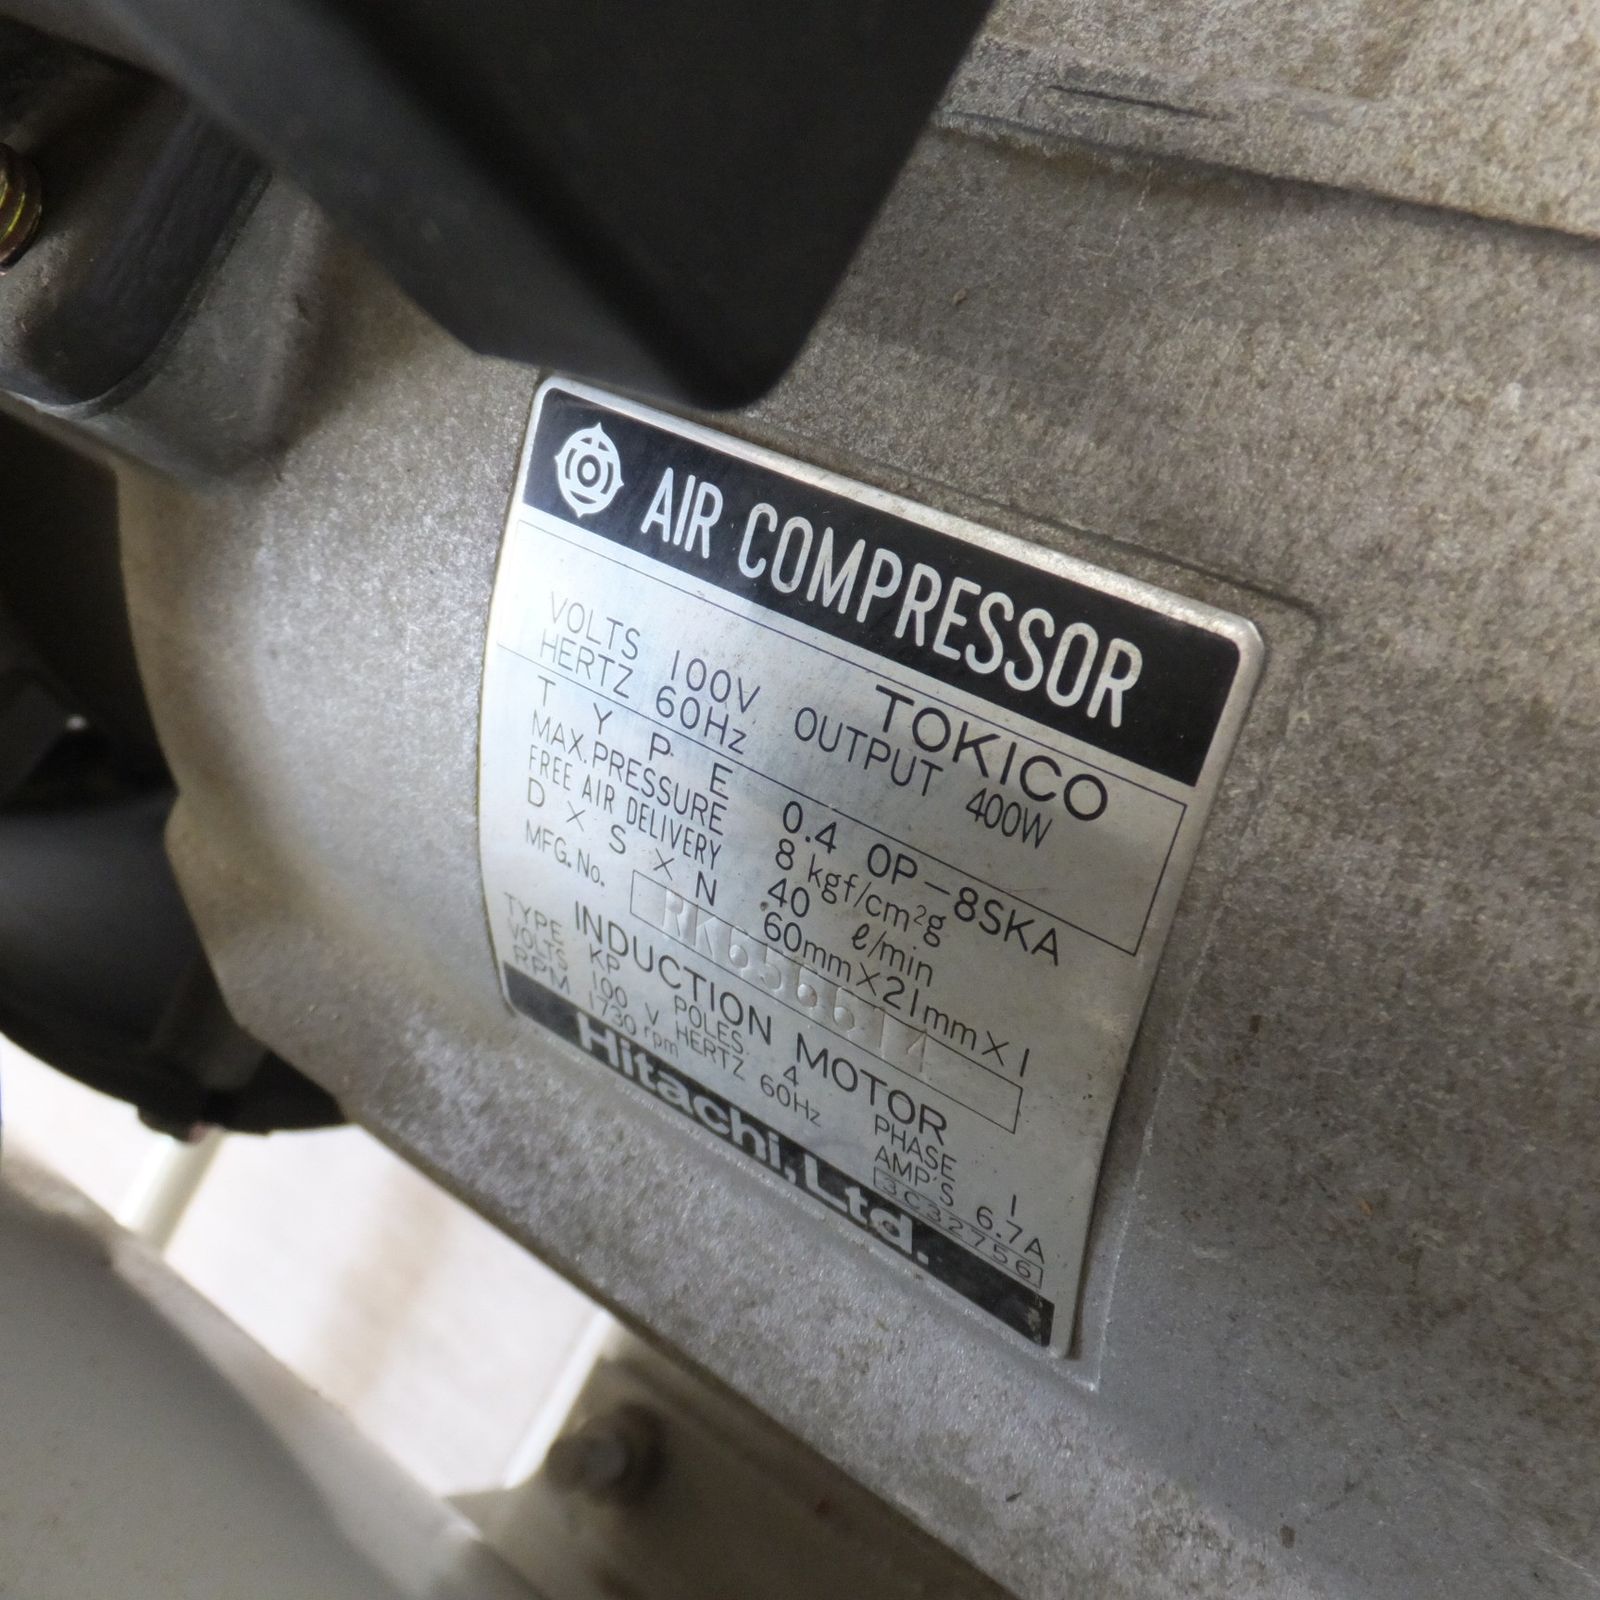 AIR COMPRESSOR
TOKICO
VOLTS 100V OUTPUT 400W
HERTZ 60Hz
TYPE 0.4 OP-8SKA
MAX.PRESSURE 8 kgf/cm²g
FREE AIR DELIVERY 40 ℓ/min
D × S × N 60mm×21mm×1
MFG.No. RK6566T4
INDUCTION MOTOR
TYPE KP POLES 4 PHASE 1
VOLTS 100 V HERTZ 60Hz AMP'S 6.7A
RPM 1730 rpm 3C32756
Hitachi, Ltd.